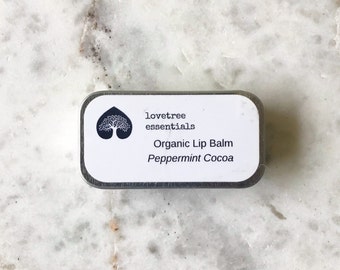 lovetree
essentials
Organic Lip Balm
Peppermint Cocoa